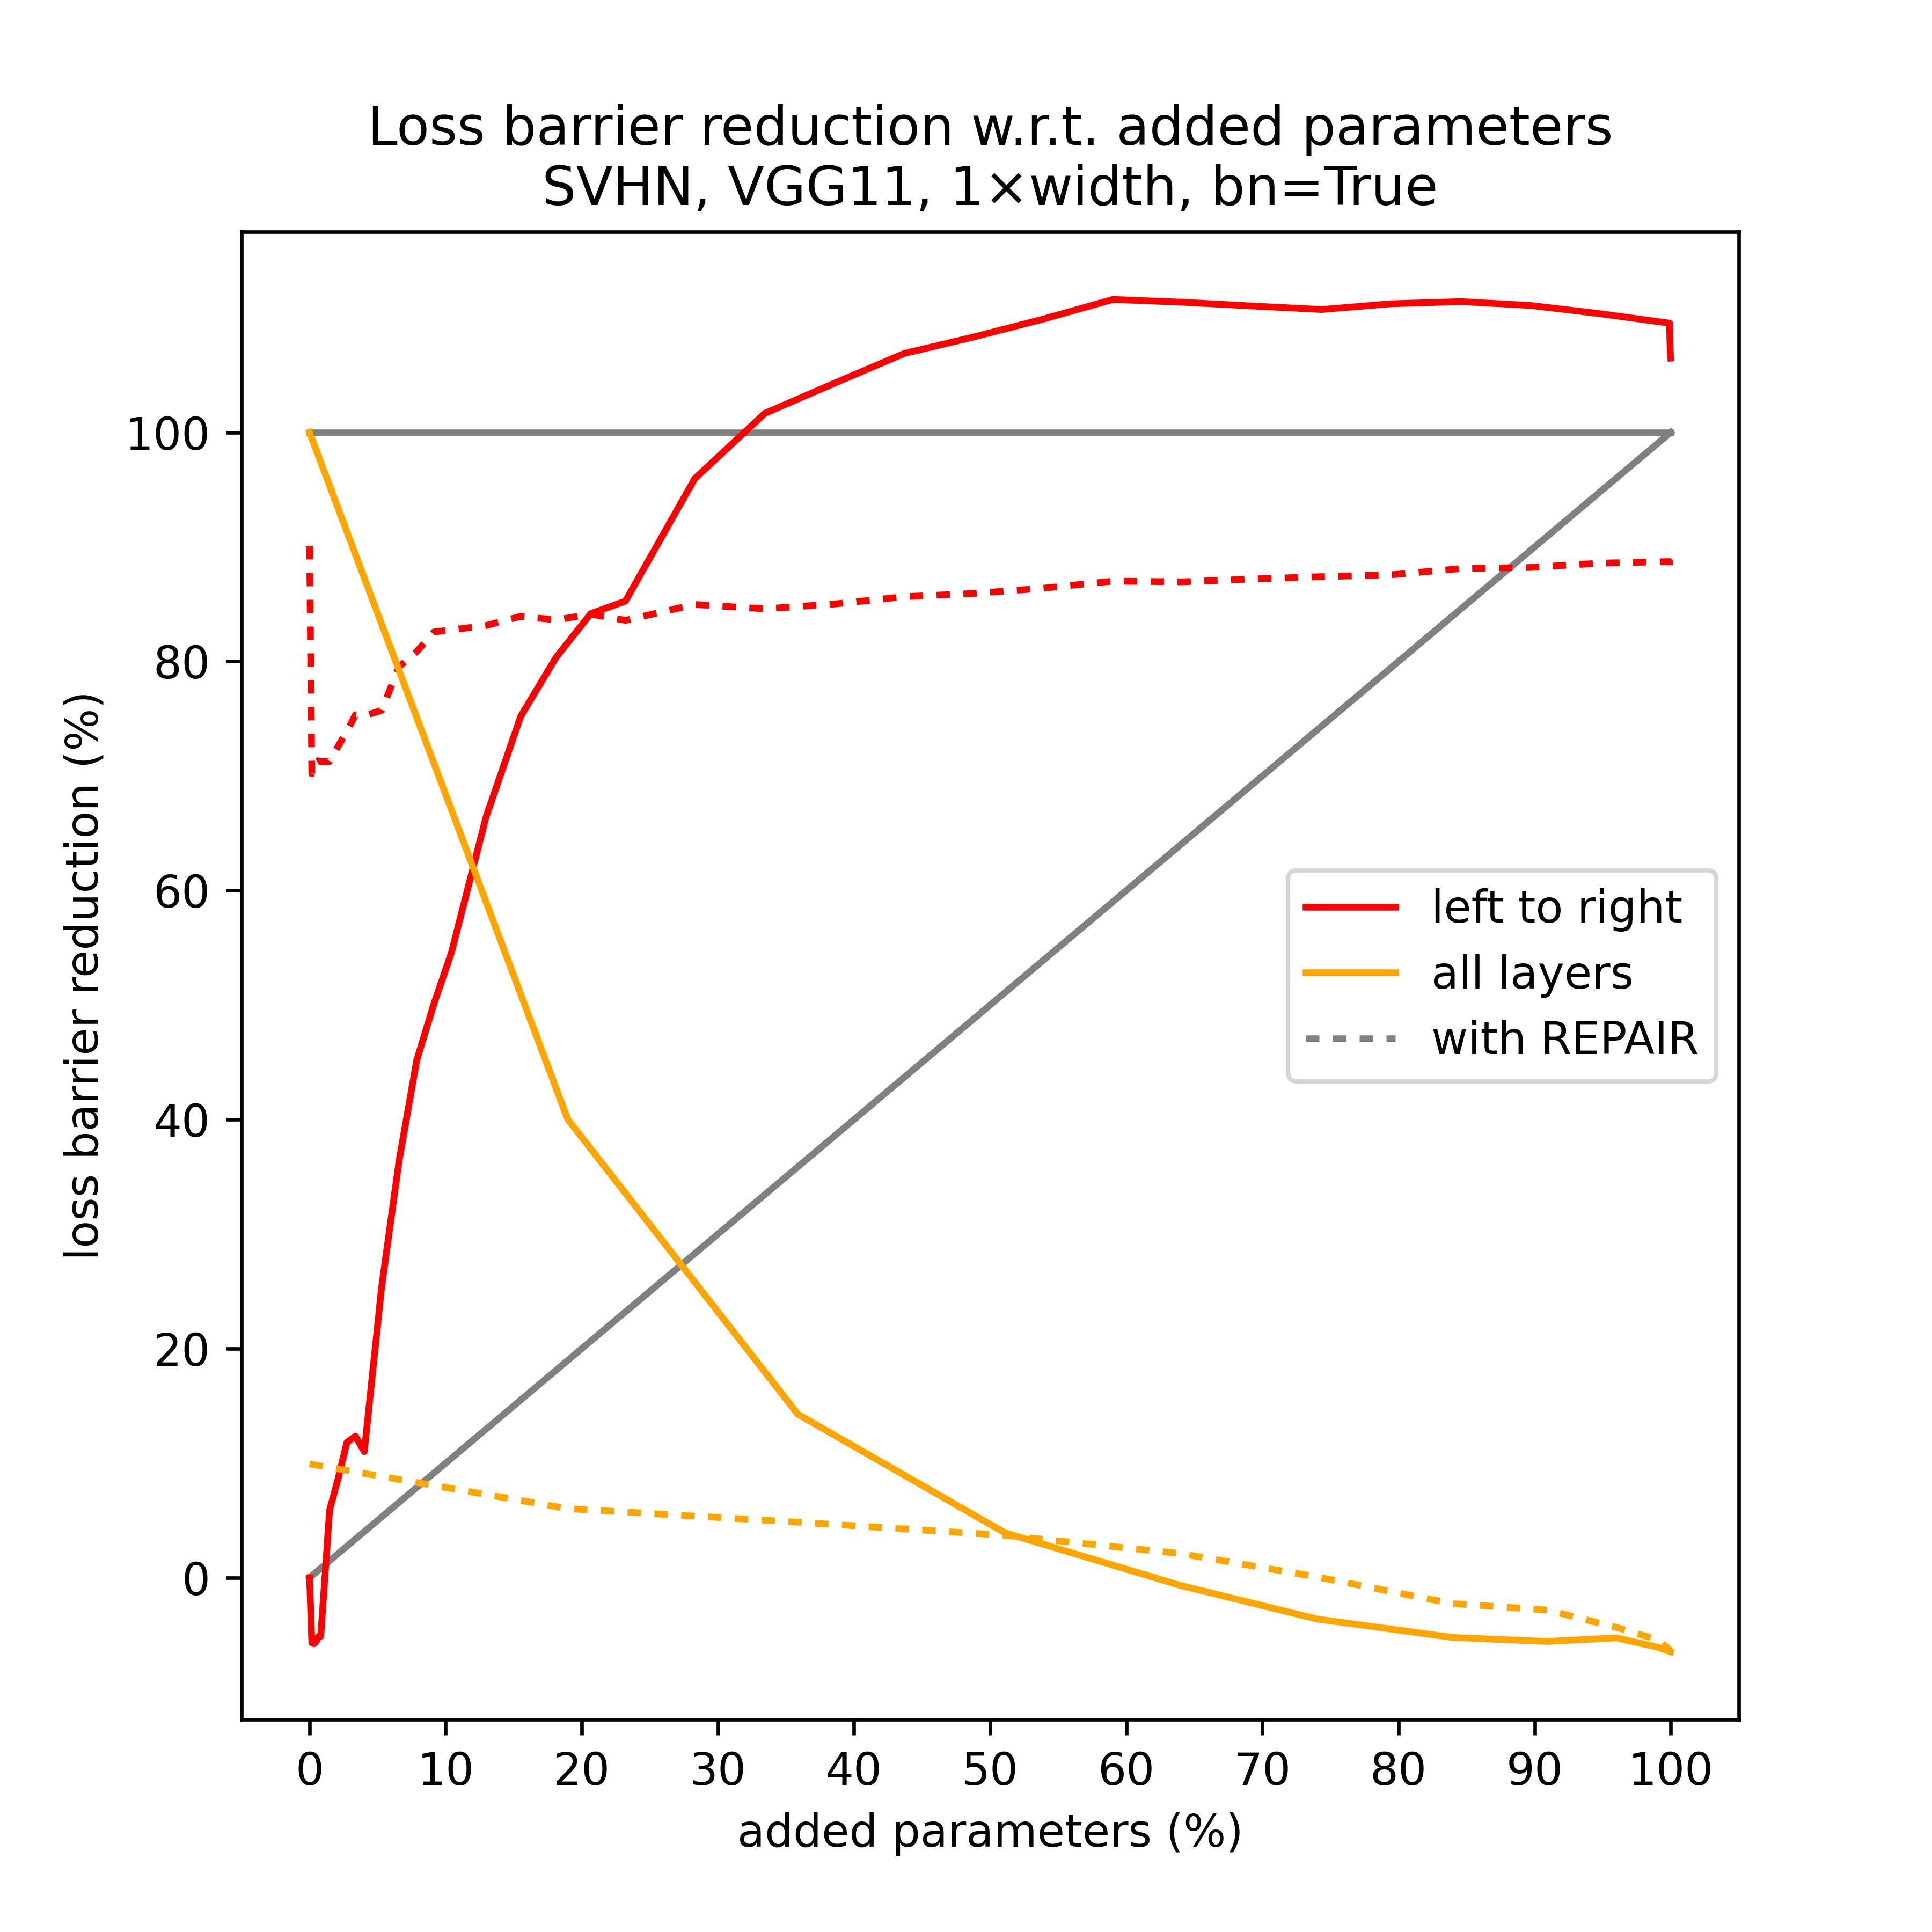 Loss barrier reduction w.r.t. added parameters
SVHN, VGG11, 1×width, bn=True
loss barrier reduction (%)
100
80
60
40
20
0
left to right
all layers
with REPAIR
0 10 20 30 40 50 60 70 80 90 100
added parameters (%)